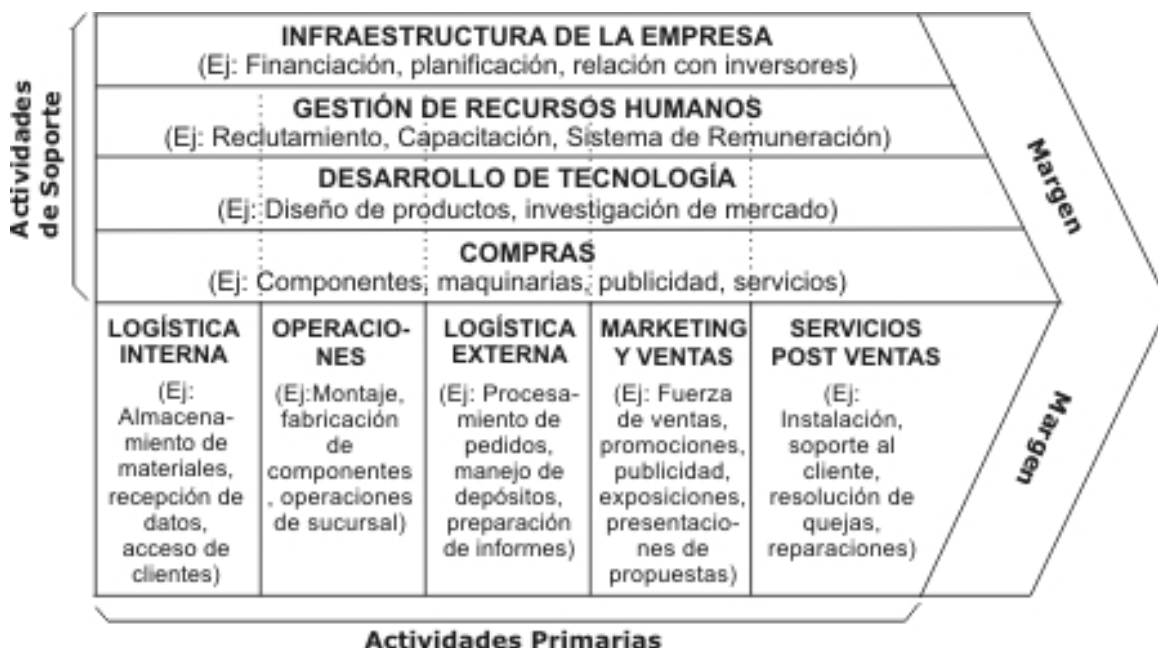 Actividades
de Soporte
INFRAESTRUCTURA DE LA EMPRESA
(Ej: Financiación, planificación, relación con inversores)
GESTIÓN DE RECURSOS HUMANOS
(Ej: Reclutamiento, Capacitación, Sistema de Remuneración)
DESARROLLO DE TECNOLOGÍA
(Ej: Diseño de productos, investigación de mercado)
COMPRAS
(Ej: Componentes, maquinarias, publicidad, servicios)
Margen
LOGÍSTICA
INTERNA
(Ej:
Almacena-
miento de
materiales,
recepción de
datos,
acceso de
clientes)
OPERACIO-
NES
(Ej:Montaje,
fabricación
de
componentes
, operaciones
de sucursal)
LOGÍSTICA
EXTERNA
(Ej: Procesa-
miento de
pedidos,
manejo de
depósitos,
preparación
de informes)
MARKETING
Y VENTAS
(Ej: Fuerza
de ventas,
promociones,
publicidad,
exposiciones,
presentacio-
nes de
propuestas)
SERVICIOS
POST VENTAS
(Ej:
Instalación,
soporte al
cliente,
resolución de
quejas,
reparaciones)
Margen
Actividades Primarias